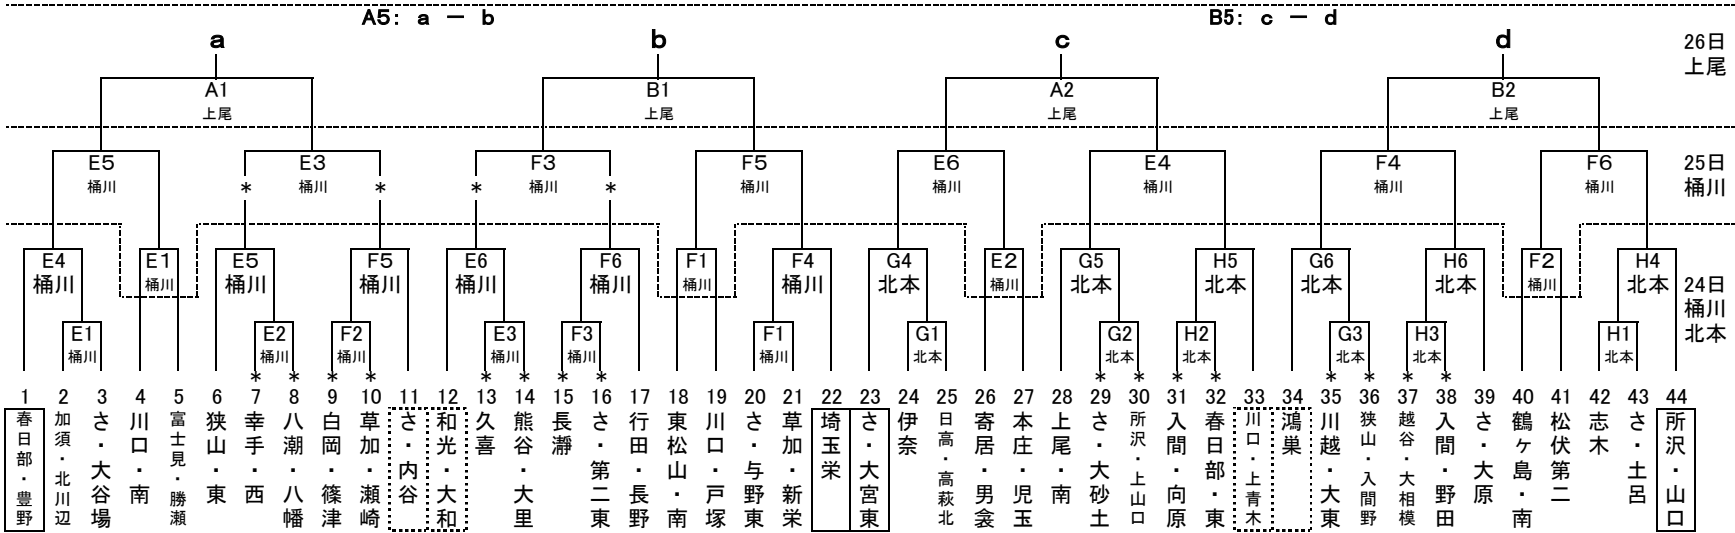 A5: a － b
B5: c － d
a
b
c
d
26日
上尾
A1
上尾
B1
上尾
A2
上尾
B2
上尾
E5
桶川
E3
桶川
F3
桶川
F5
桶川
E6
桶川
E4
桶川
F4
桶川
F6
桶川
25日
桶川
* * * *
E4
桶川
E1
桶川
E5
桶川
F5
桶川
E6
桶川
F6
桶川
F1
桶川
F4
桶川
G4
北本
E2
桶川
G5
北本
H5
北本
G6
北本
H6
北本
F2
桶川
H4
北本
24日
桶川
北本
E1
桶川
E2
桶川
F2
桶川
E3
桶川
F3
桶川
F1
桶川
G1
北本
G2
北本
H2
北本
G3
北本
H3
北本
H1
北本
* * * * * * * * * * * * * * * *
1 2 3 4 5 6 7 8 9 10 11 12 13 14 15 16 17 18 19 20 21 22 23 24 25 26 27 28 29 30 31 32 33 34 35 36 37 38 39 40 41 42 43 44
春日部・豊野
加須・北川辺
さ・大谷場
川口・南
富士見・勝瀬
狭山・東
幸手・西
八潮・八幡
白岡・篠津
草加・瀬崎
さ・内谷
和光・大和
久喜
熊谷・大里
長瀞
さ・第二東
行田・長野
東松山・南
川口・戸塚
さ・与野東
草加・新栄
埼玉栄
さ・大宮東
伊奈
日高・高萩北
寄居・男衾
本庄・児玉
上尾・南
さ・大砂土
所沢・上山口
入間・向原
春日部・東
川口・上青木
鴻巣
川越・大東
狭山・入間野
越谷・大相模
入間・野田
さ・大原
鶴ヶ島・南
松伏第二
志木
さ・土呂
所沢・山口